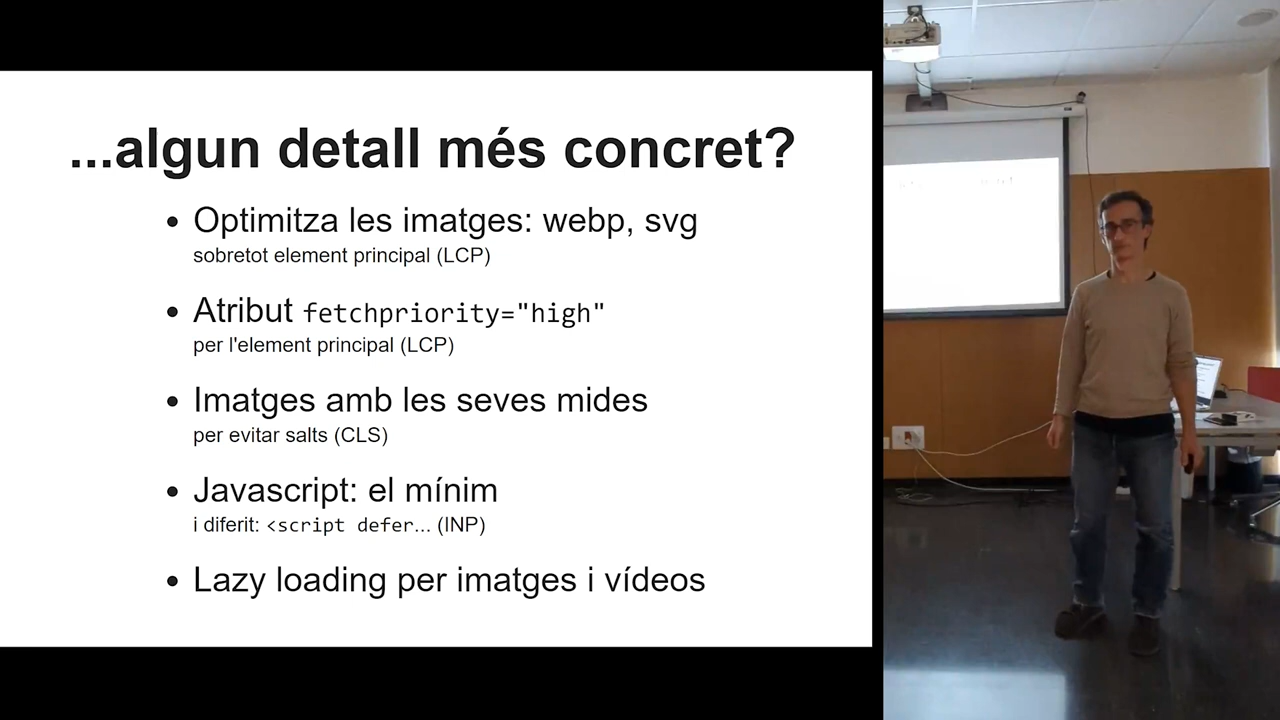 ...algun detall més concret?
• Optimitza les imatges: webp, svg
sobretot element principal (LCP)
• Atribut fetchpriority="high"
per l'element principal (LCP)
• Imatges amb les seves mides
per evitar salts (CLS)
• Javascript: el mínim
i diferit: <script defer... (INP)
• Lazy loading per imatges i vídeos